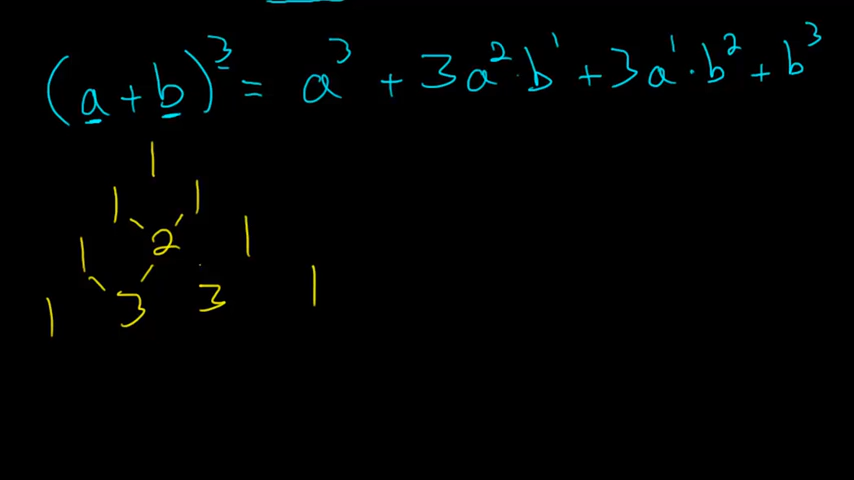 (a + b)³ = a³ + 3a²·b¹ + 3a¹·b² + b³
1
1 1
1 2 1
1 3 3 1